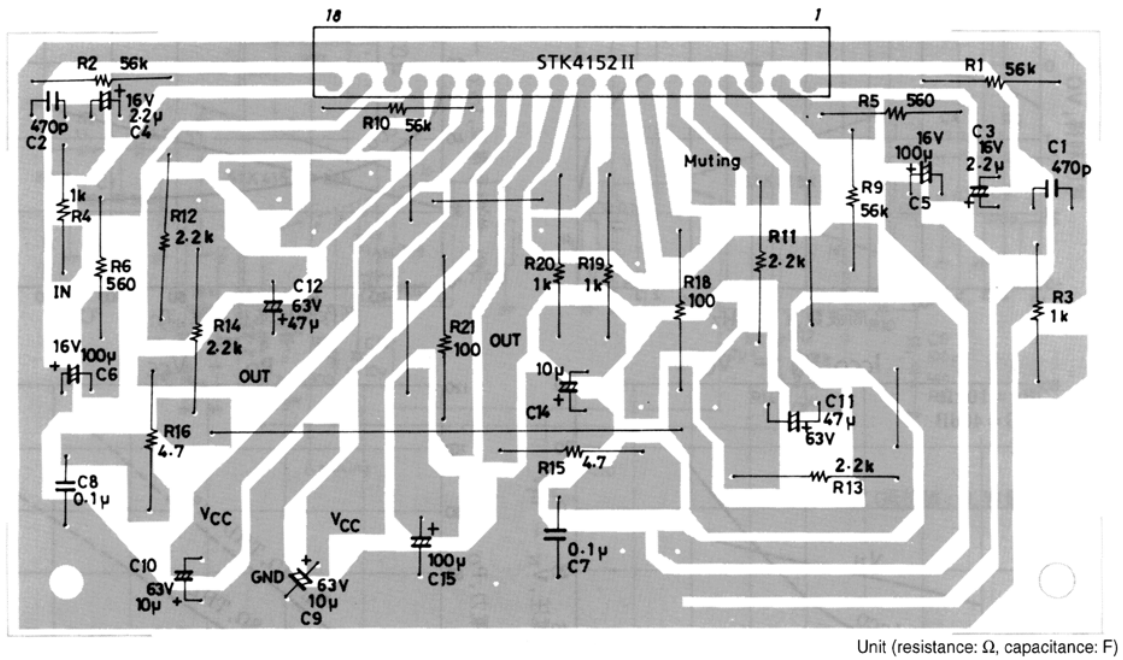 18
1
STK4152 II
R2 56k
16V
2.2μ
C4
470p
C2
R10 56k
R1 56k
R5 560
C3
16V
2.2μ
16V
100μ
C5
C1
470p
Muting
R9
56k
1k
R4
R12
2.2k
R6
560
IN
C12
63V
47μ
R20
1k
R19
1k
R18
100
R11
2.2k
R3
1k
R14
2.2k
R21
100
OUT
OUT
16V
100μ
C6
10μ
C14
C11
47μ
63V
R16
4.7
R15 4.7
2.2k
R13
C8
0.1μ
VCC
VCC
100μ
C15
0.1μ
C7
C10
63V
10μ
GND
63V
10μ
C9
Unit (resistance: Ω, capacitance: F)